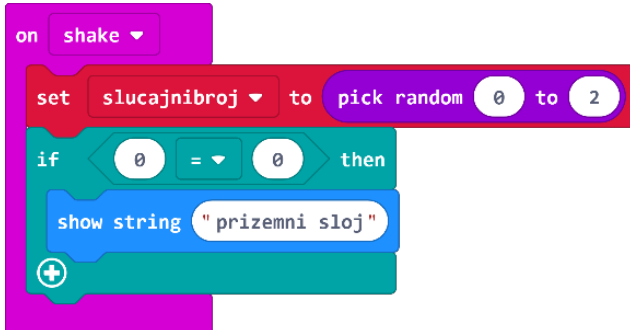 on shake
set slucajnibroj to pick random 0 to 2
if 0 = 0 then
show string "prizemni sloj"